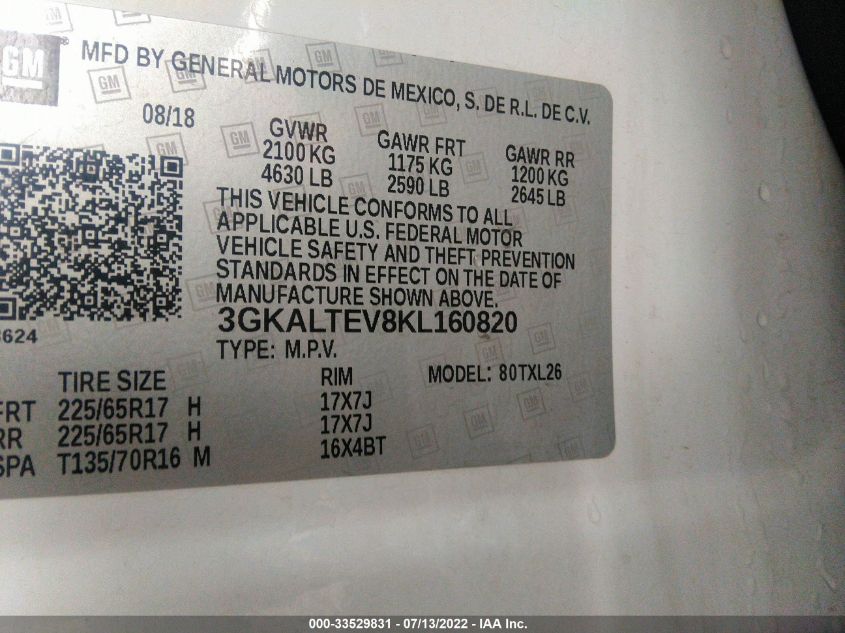 GM ®
MFD BY GENERAL MOTORS DE MEXICO, S. DE R.L. DE C.V.
08/18
GVWR GAWR FRT GAWR RR
2100 KG 1175 KG 1200 KG
4630 LB 2590 LB 2645 LB
THIS VEHICLE CONFORMS TO ALL
APPLICABLE U.S. FEDERAL MOTOR
VEHICLE SAFETY AND THEFT PREVENTION
STANDARDS IN EFFECT ON THE DATE OF
MANUFACTURE SHOWN ABOVE.
3GKALTEV8KL160820
3624
TYPE: M.P.V.
TIRE SIZE RIM MODEL: 80TXL26
FRT 225/65R17 H 17X7J
RR 225/65R17 H 17X7J
SPA T135/70R16 M 16X4BT
000-33529831 - 07/13/2022 - IAA Inc.